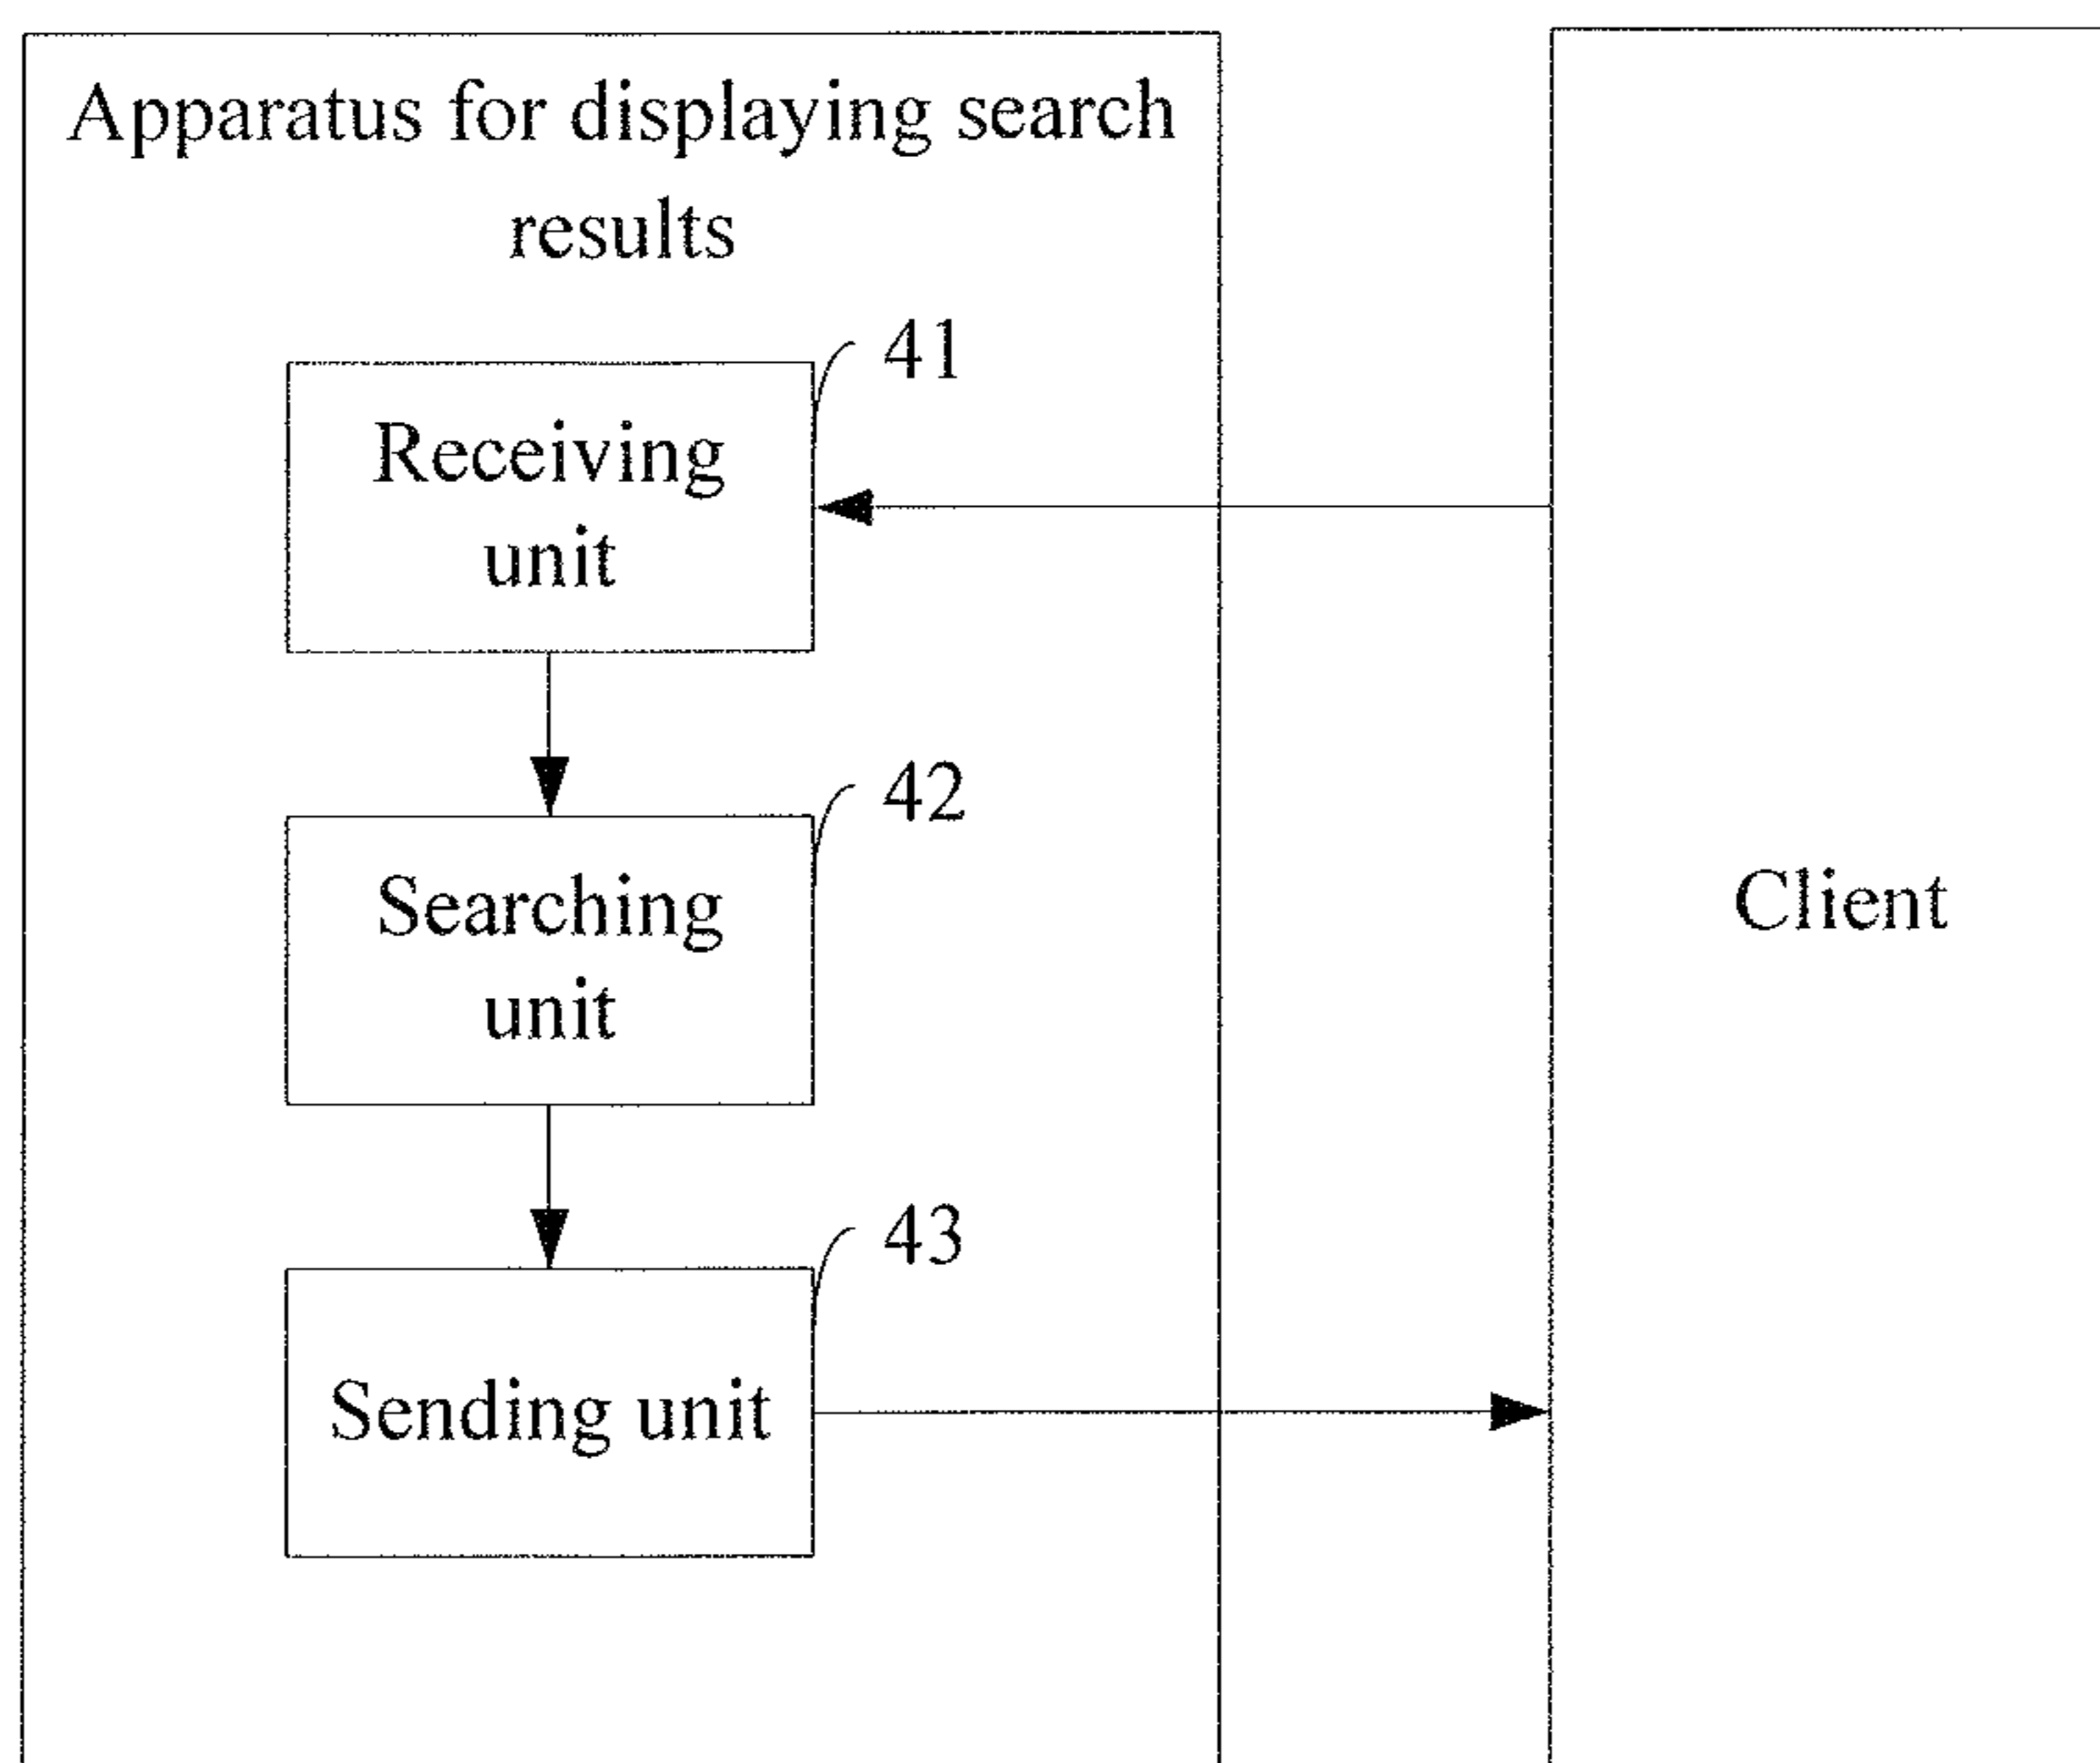 Apparatus for displaying search
results
41
Receiving
unit
42
Searching
unit
Client
43
Sending unit